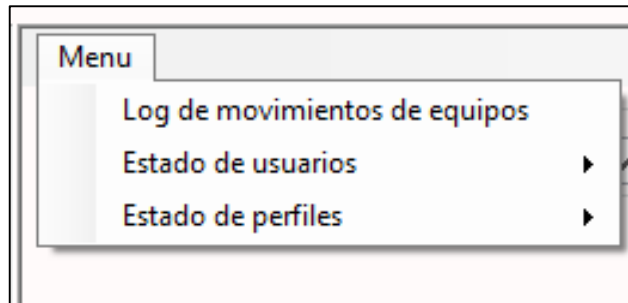 Menu
Log de movimientos de equipos
Estado de usuarios
Estado de perfiles